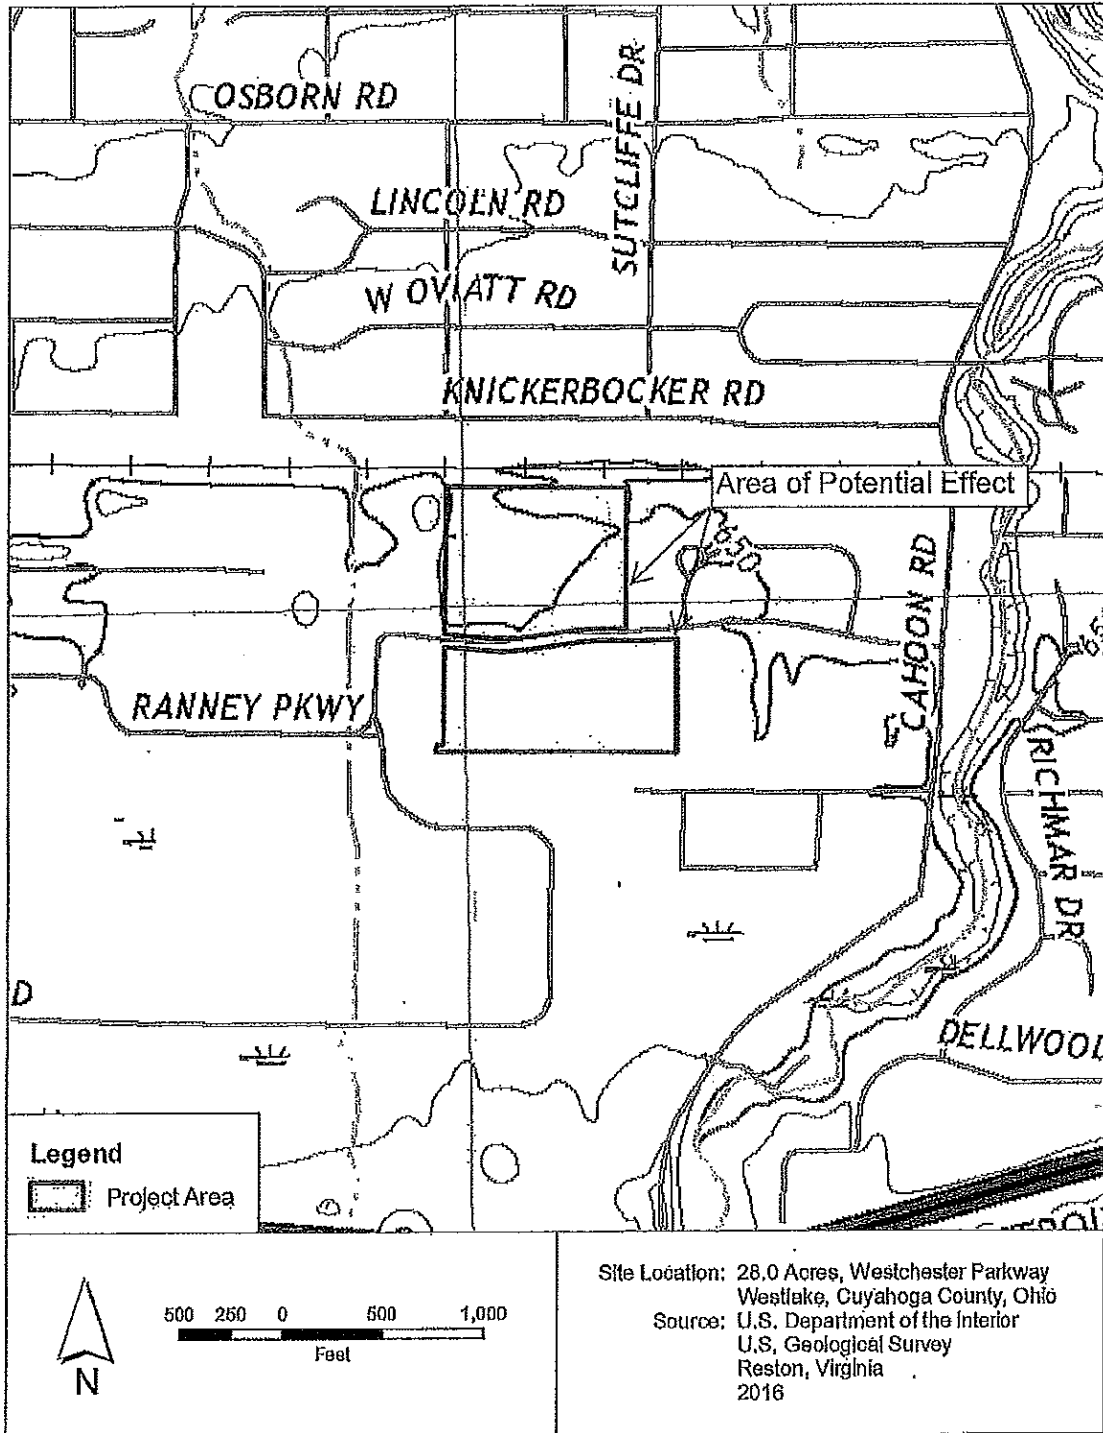 OSBORN RD
SUTCLIFFE DR
LINCOLN RD
W OVIATT RD
KNICKERBOCKER RD
Area of Potential Effect
650
CAHOON RD
RANNEY PKWY
RICHMAR DR
D
DELLWOOD
Legend
Project Area
N
500 250 0 500 1,000
Feet
Site Location: 28.0 Acres, Westchester Parkway
Westlake, Cuyahoga County, Ohio
Source: U.S. Department of the Interior
U.S. Geological Survey
Reston, Virginia
2016